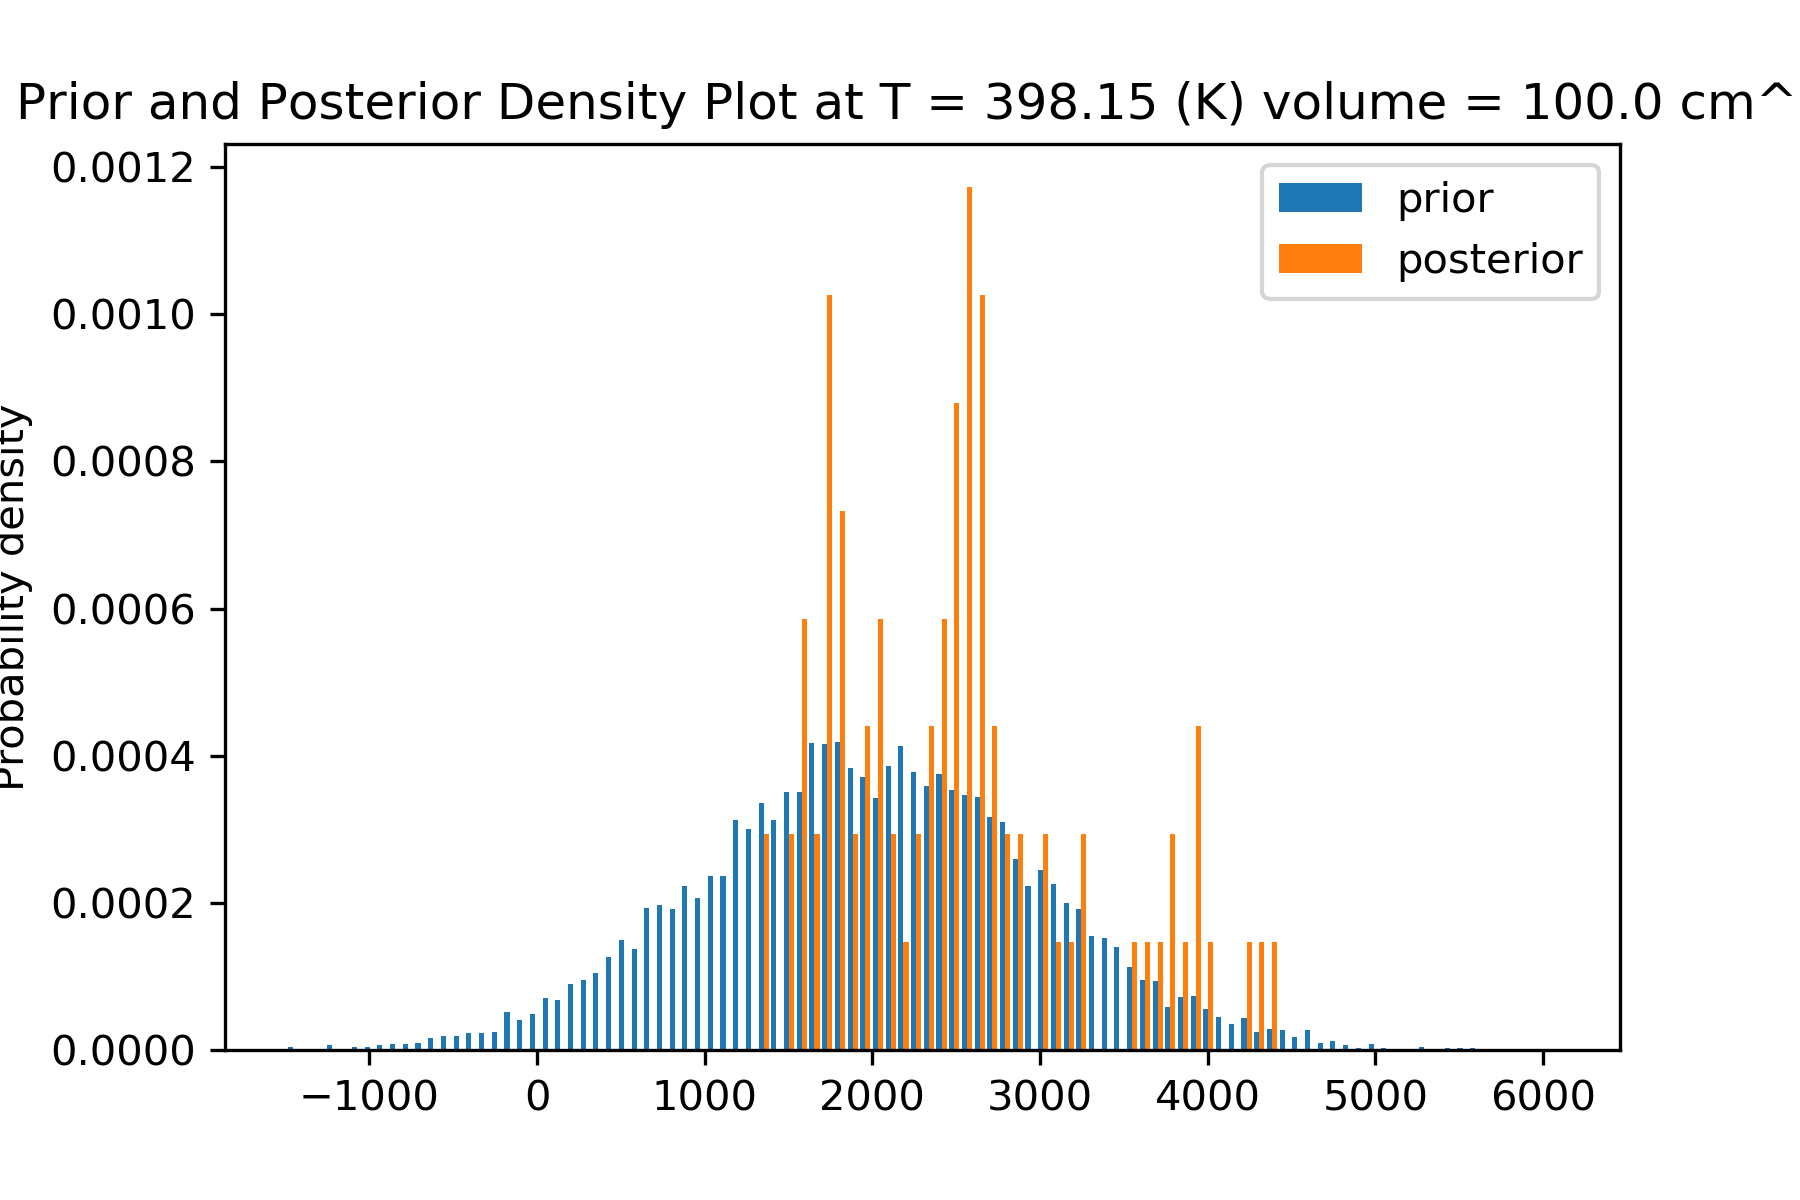 Prior and Posterior Density Plot at T = 398.15 (K) volume = 100.0 cm^
prior
posterior
Probability density
0.0012
0.0010
0.0008
0.0006
0.0004
0.0002
0.0000
−1000 0 1000 2000 3000 4000 5000 6000